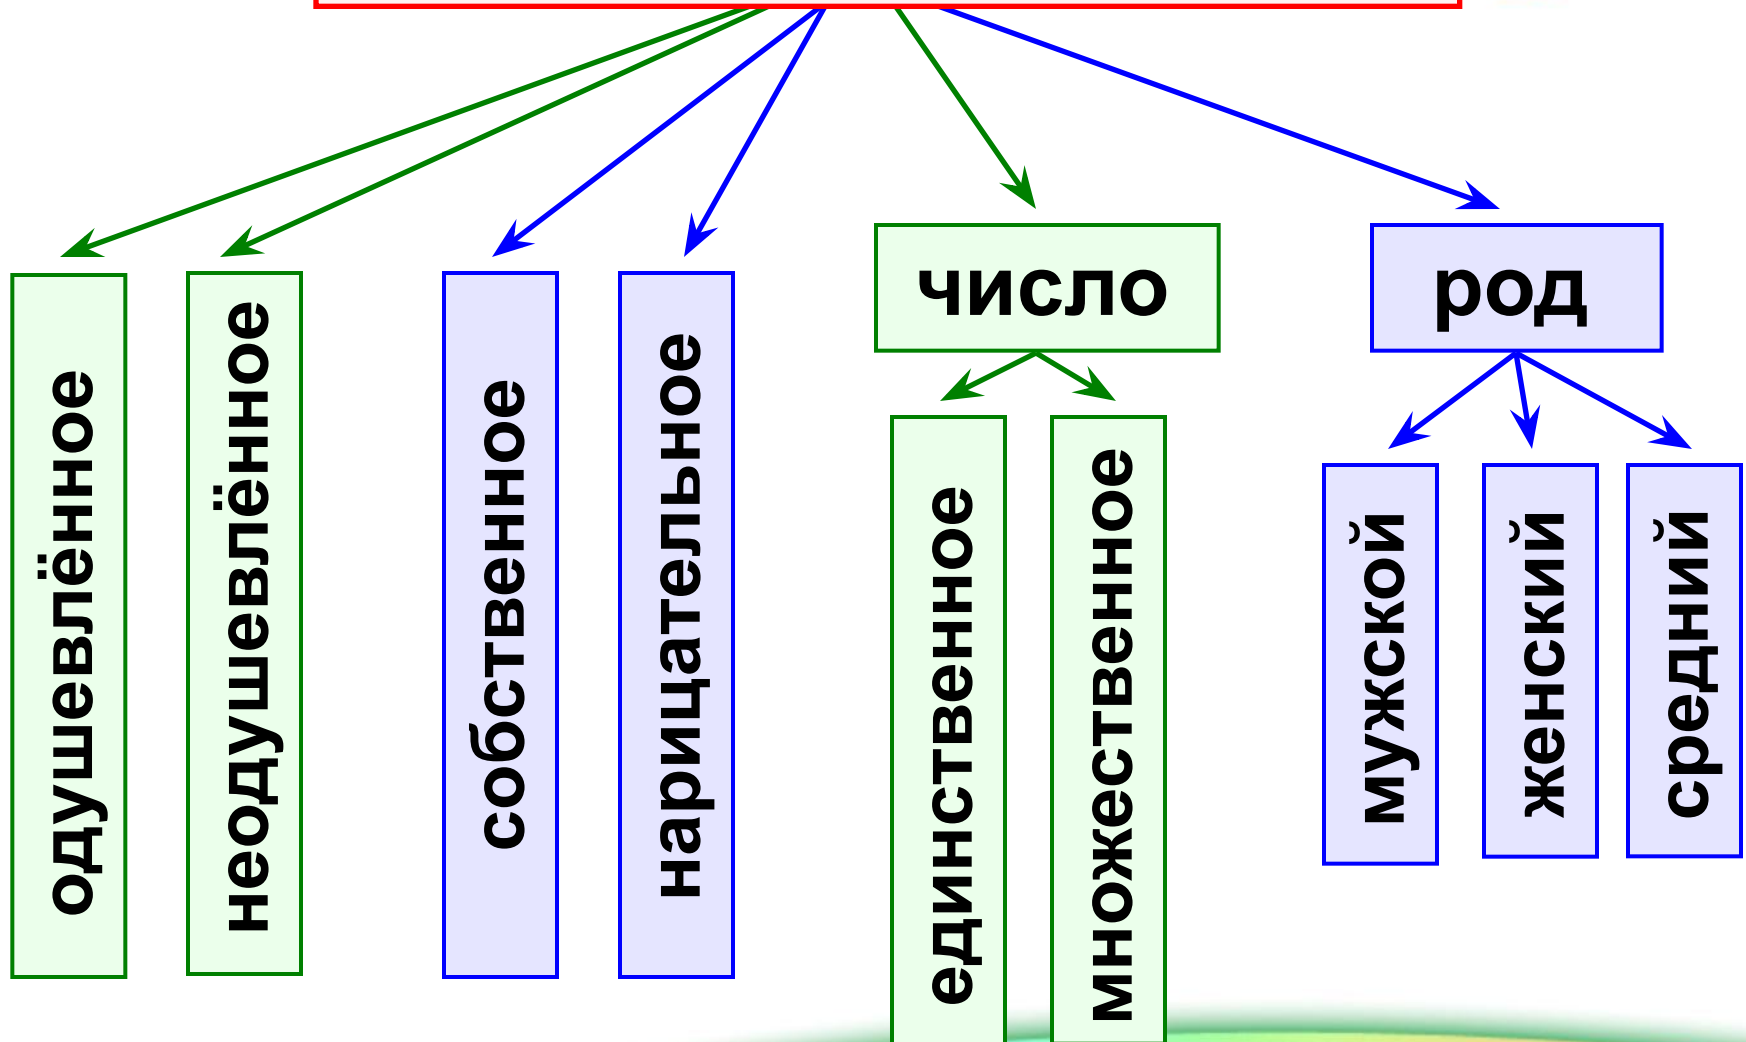 число
род
одушевлённое
неодушевлённое
собственное
нарицательное
единственное
множественное
мужской
женский
средний